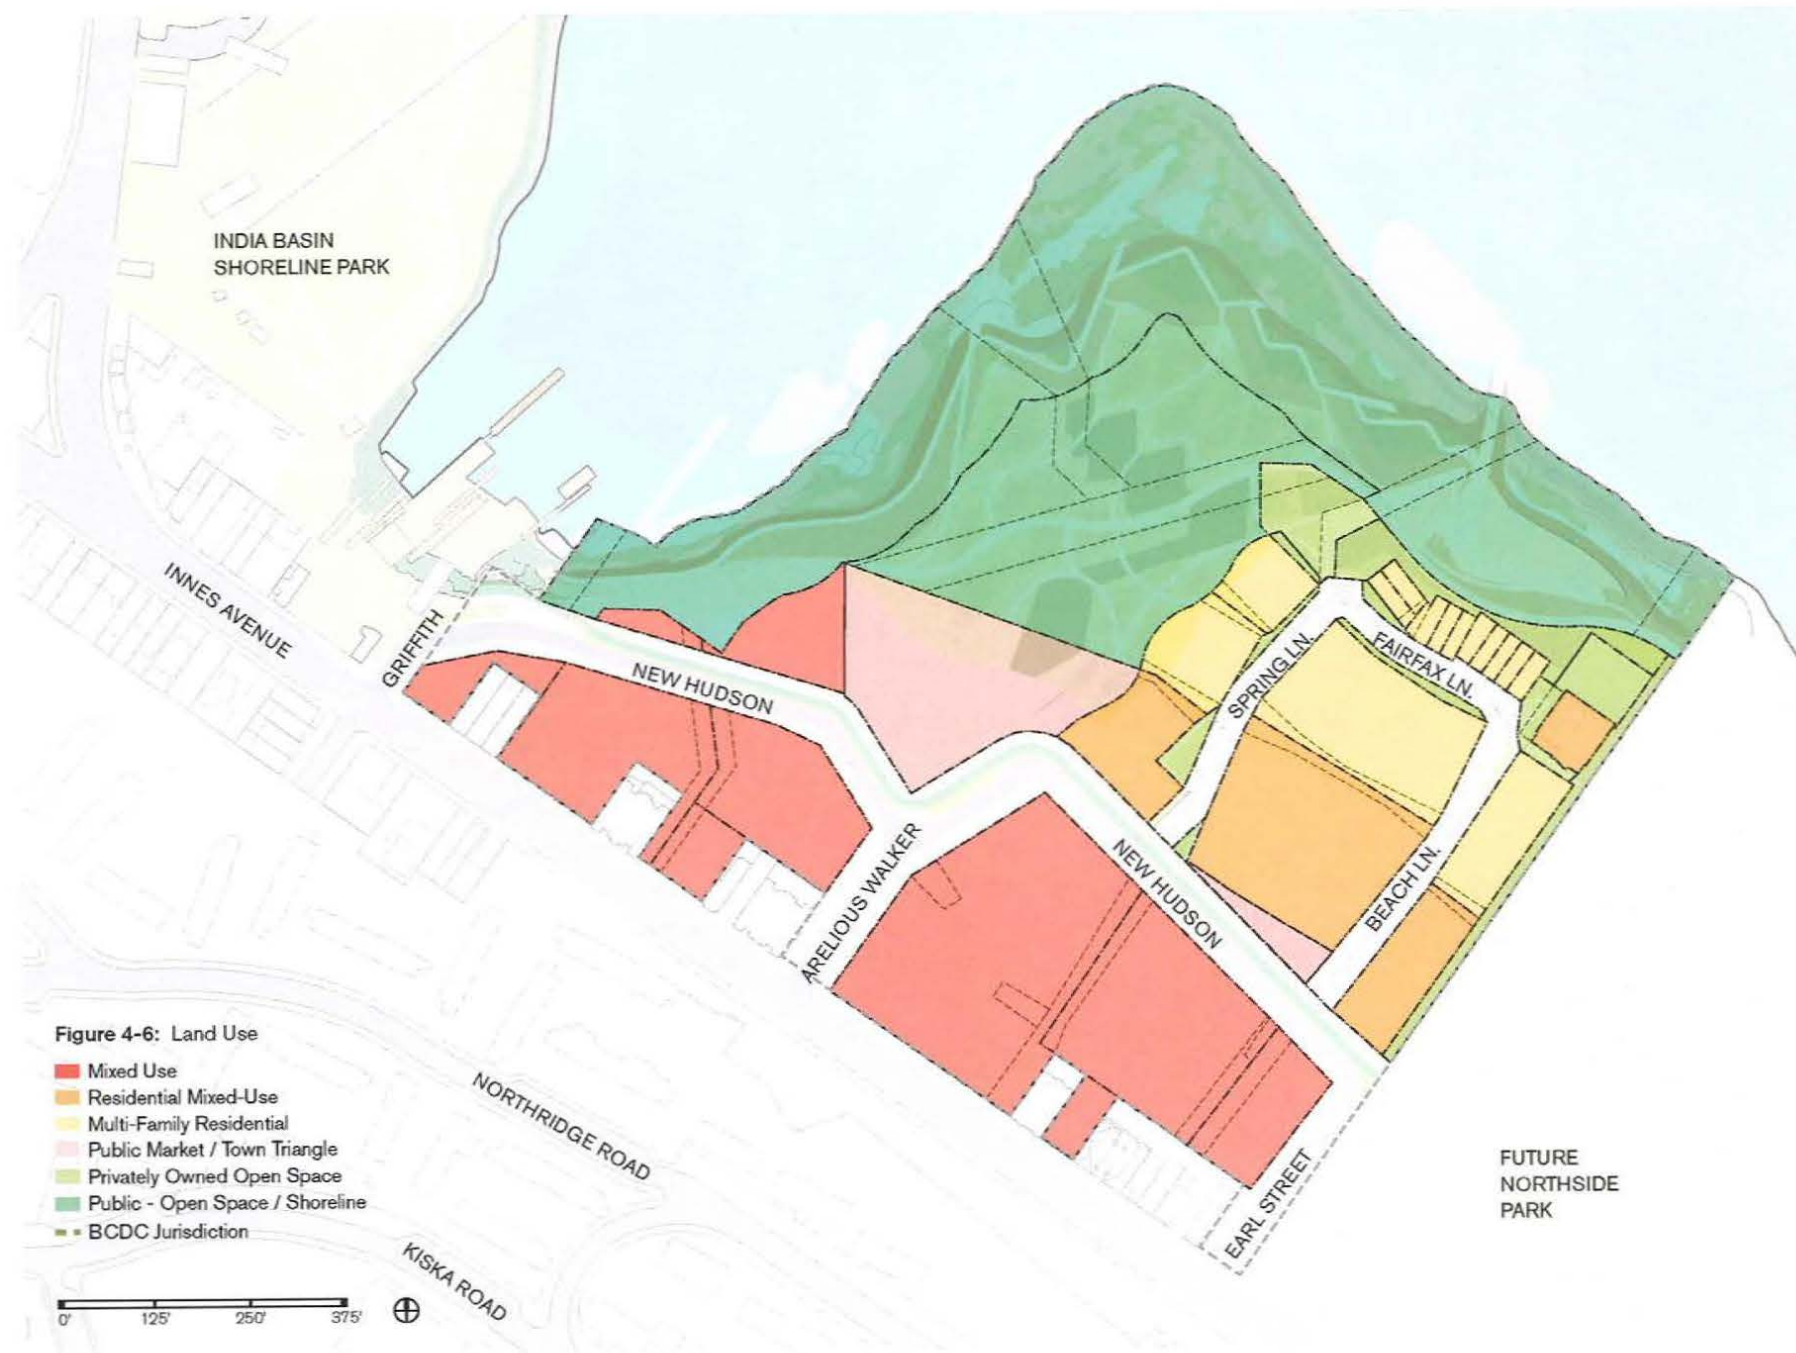 INDIA BASIN
SHORELINE PARK
INNES AVENUE
GRIFFITH
NEW HUDSON
SPRING LN.
FAIRFAX LN.
ARELIOUS WALKER
NEW HUDSON
BEACH LN.
EARL STREET
FUTURE
NORTHSIDE
PARK
NORTHRIDGE ROAD
KISKA ROAD
Figure 4-6: Land Use
Mixed Use
Residential Mixed-Use
Multi-Family Residential
Public Market / Town Triangle
Privately Owned Open Space
Public - Open Space / Shoreline
BCDC Jurisdiction
0' 125' 250' 375'